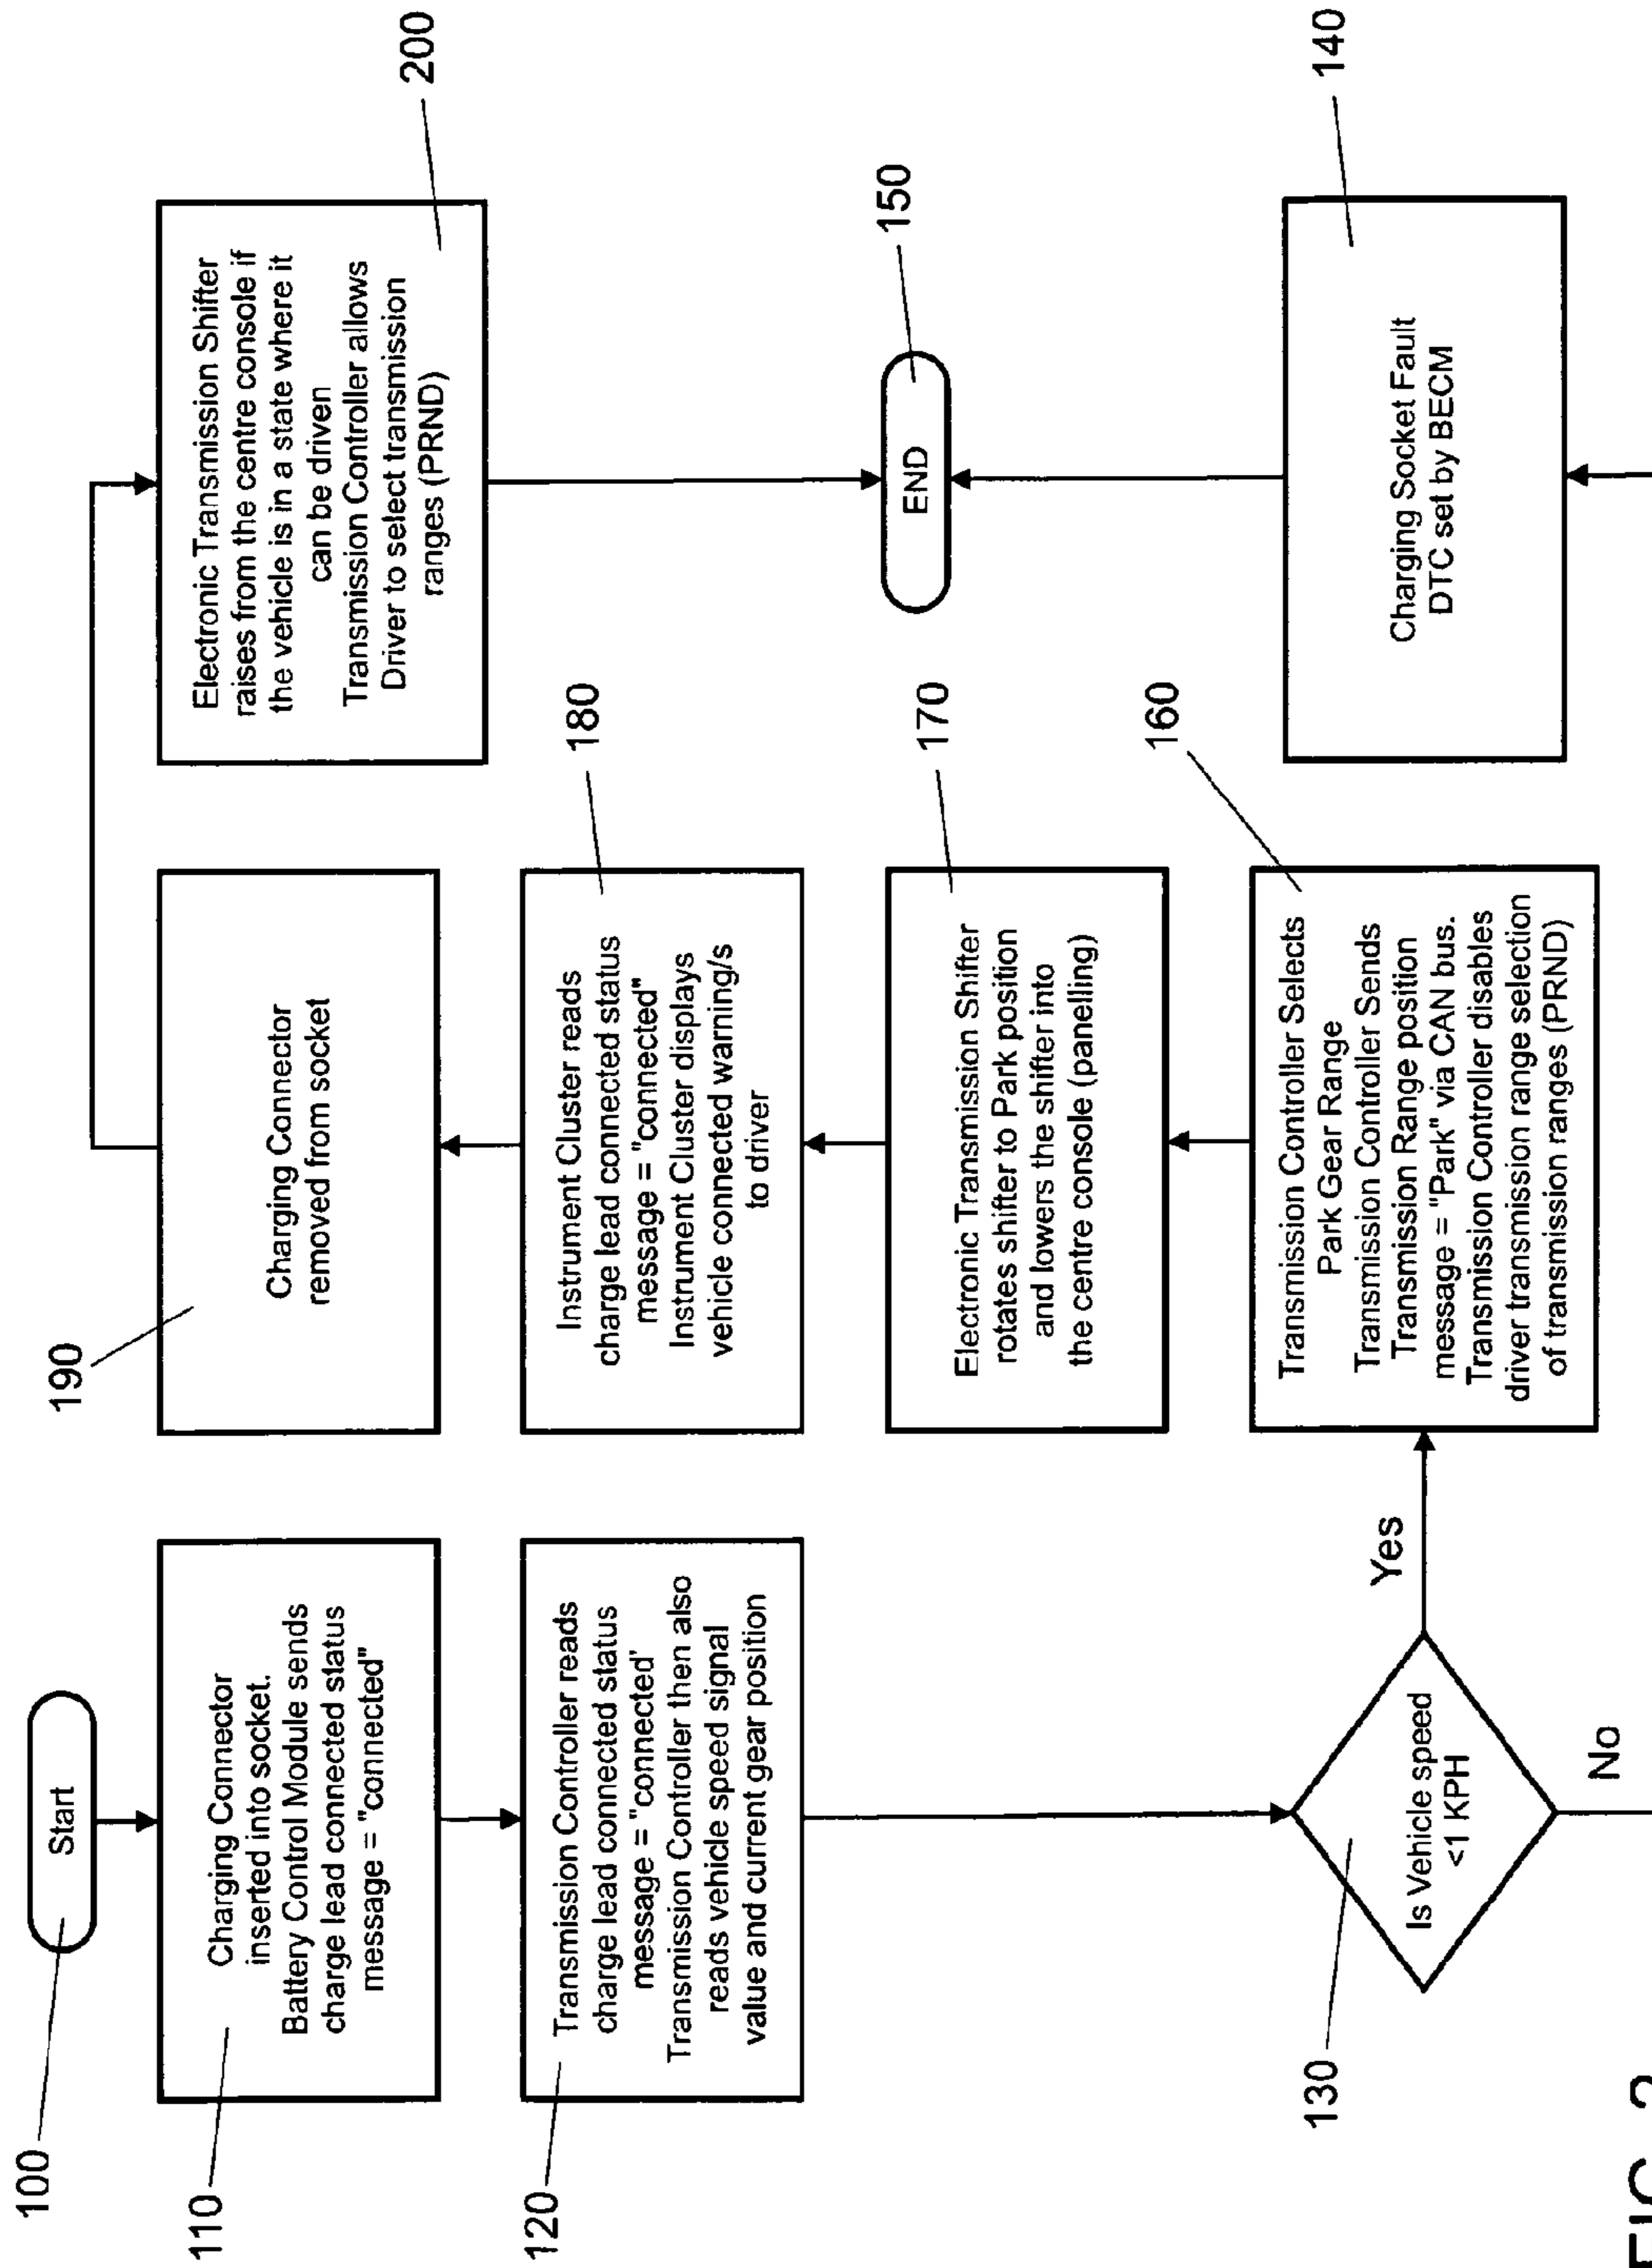 100
Start
110
Charging Connector
inserted into socket.
Battery Control Module sends
charge lead connected status
message = "connected"
120
Transmission Controller reads
charge lead connected status
message = "connected'
Transmission Controller then also
reads vehicle speed signal
value and current gear position
130
Is Vehicle speed
<1 KPH
Yes
No
190
Charging Connector
removed from socket
180
Instrument Cluster reads
charge lead connected status
message = "connected"
Instrument Cluster displays
vehicle connected warning/s
to driver
170
Electronic Transmission Shifter
rotates shifter to Park position
and lowers the shifter into
the centre console (panelling)
160
Transmission Controller Selects
Park Gear Range
Transmission Controller Sends
Transmission Range position
message = "Park" via CAN bus.
Transmission Controller disables
driver transmission range selection
of transmission ranges (PRND)
200
Electronic Transmission Shifter
raises from the centre console if
the vehicle is in a state where it
can be driven
Transmission Controller allows
Driver to select transmission
ranges (PRND)
150
END
140
Charging Socket Fault
DTC set by BECM